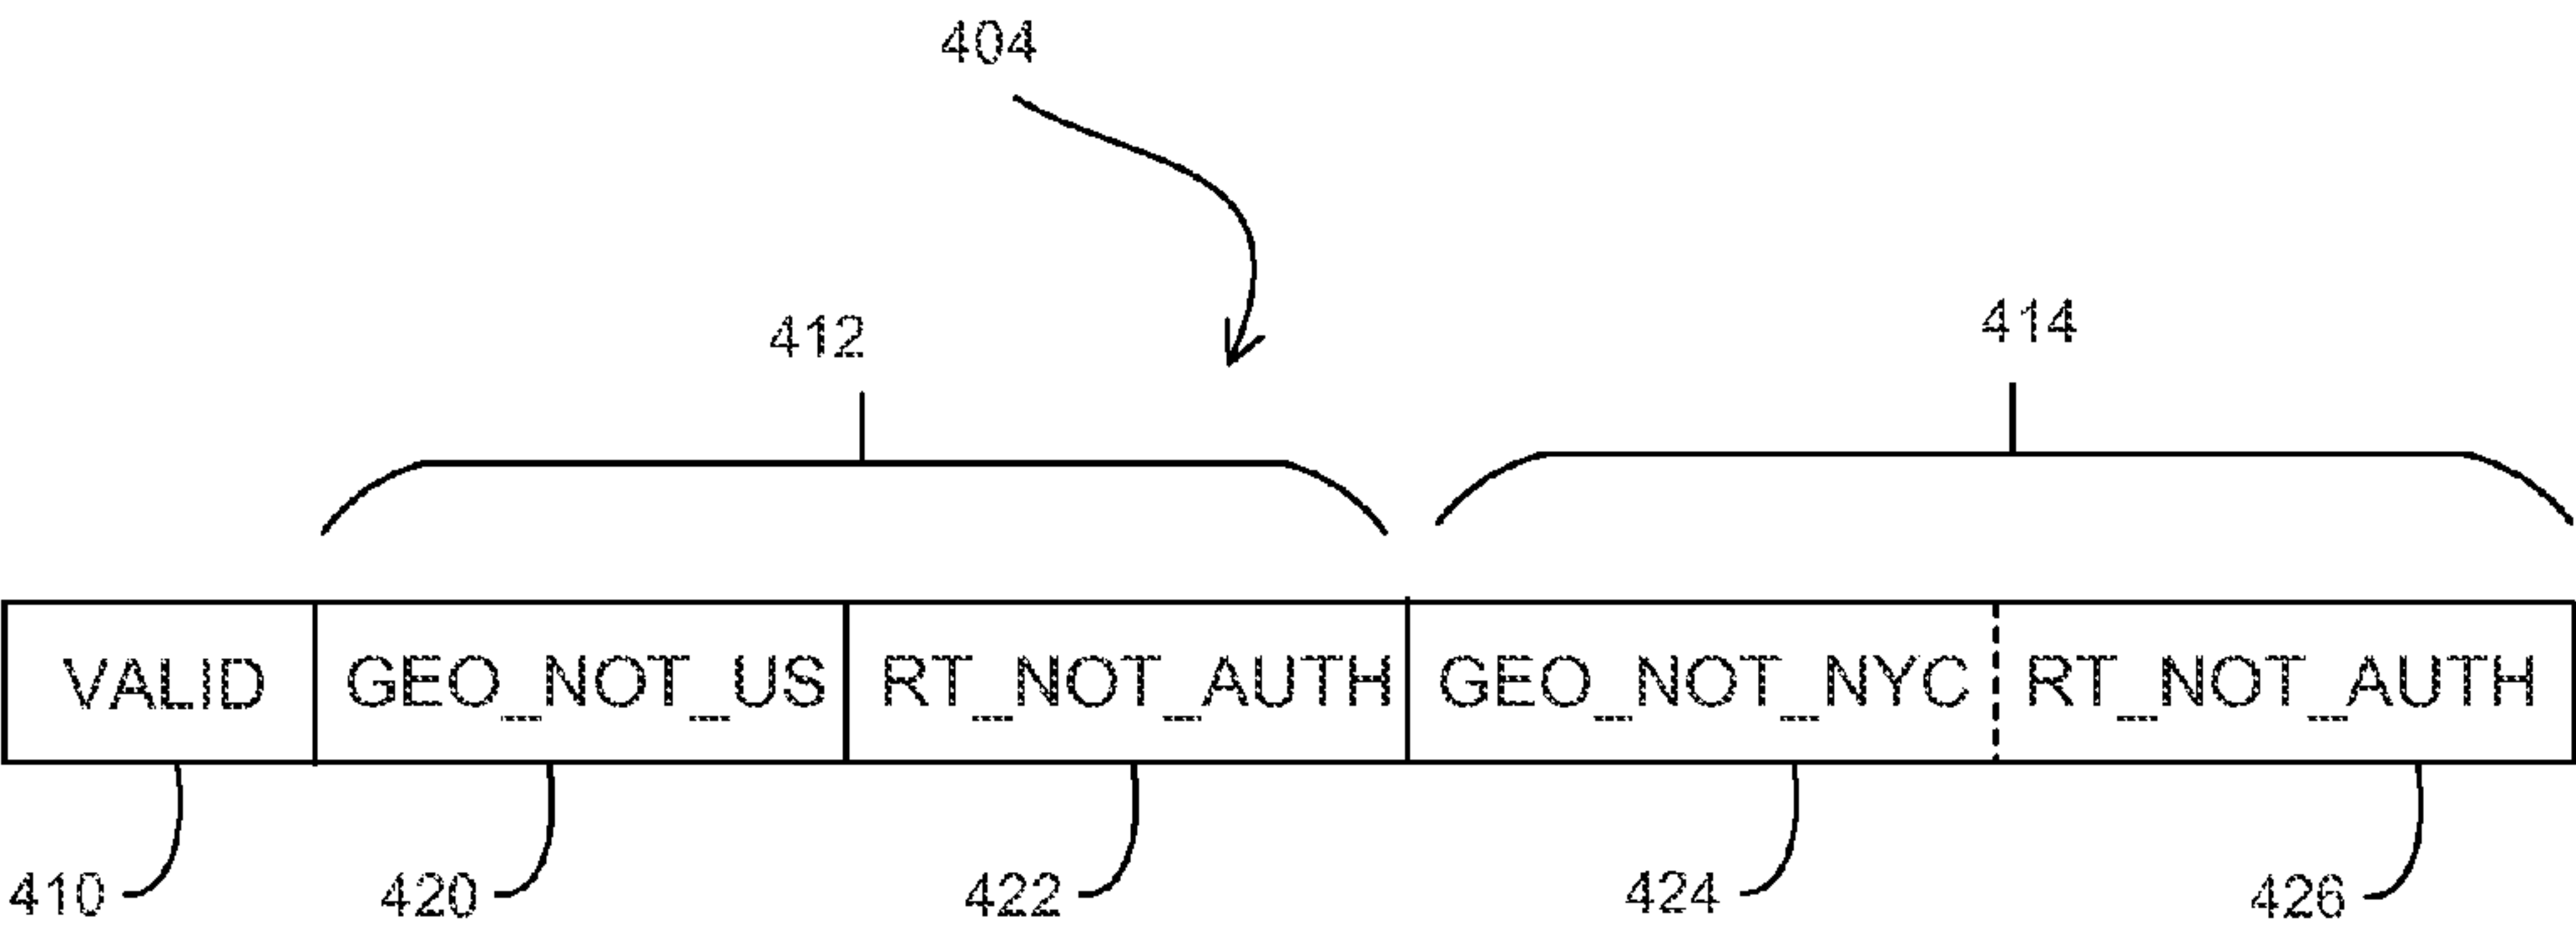 404
412
414
VALID GEO_NOT_US RT_NOT_AUTH GEO_NOT_NYC RT_NOT_AUTH
410 420 422 424 426